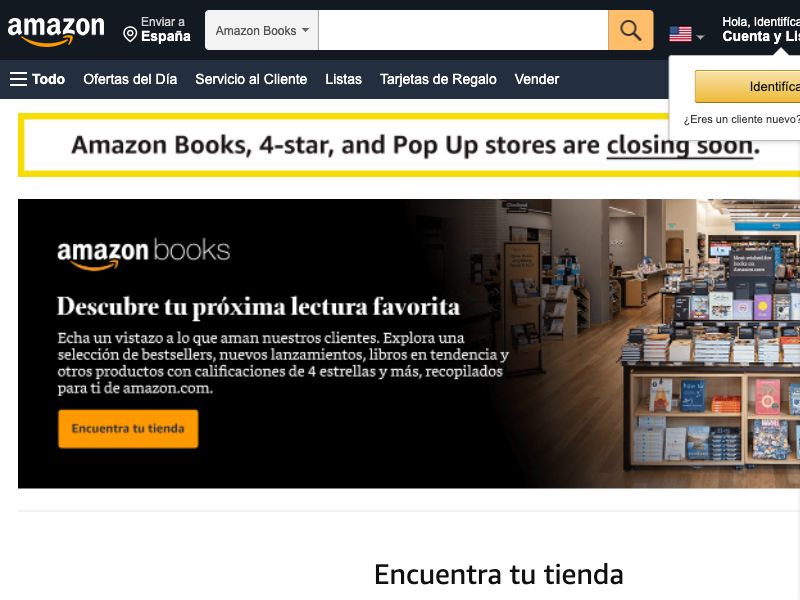 amazon
Enviar a
España
Amazon Books
Hola, Identifíca
Cuenta y Lis
Todo
Ofertas del Día
Servicio al Cliente
Listas
Tarjetas de Regalo
Vender
Identifíca
¿Eres un cliente nuevo?
Amazon Books, 4-star, and Pop Up stores are closing soon.
amazon books
Descubre tu próxima lectura favorita
Echa un vistazo a lo que aman nuestros clientes. Explora una
selección de bestsellers, nuevos lanzamientos, libros en tendencia y
otros productos con calificaciones de 4 estrellas y más, recopilados
para ti de amazon.com.
Encuentra tu tienda
Encuentra tu tienda